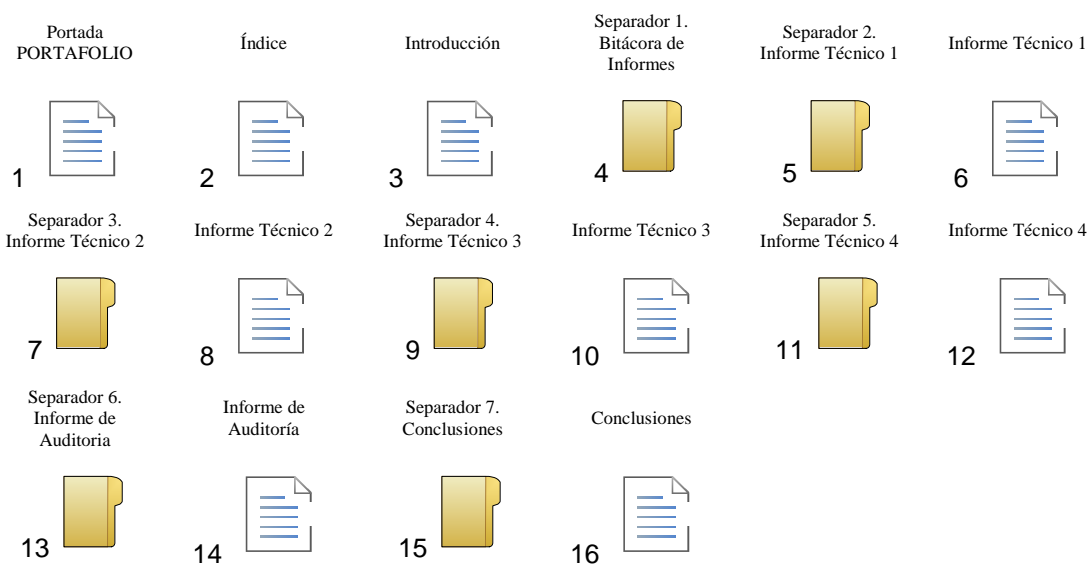 Portada
PORTAFOLIO
Índice
Introducción
Separador 1.
Bitácora de
Informes
Separador 2.
Informe Técnico 1
Informe Técnico 1
1
2
3
4
5
6
Separador 3.
Informe Técnico 2
Informe Técnico 2
Separador 4.
Informe Técnico 3
Informe Técnico 3
Separador 5.
Informe Técnico 4
Informe Técnico 4
7
8
9
10
11
12
Separador 6.
Informe de
Auditoria
Informe de
Auditoría
Separador 7.
Conclusiones
Conclusiones
13
14
15
16